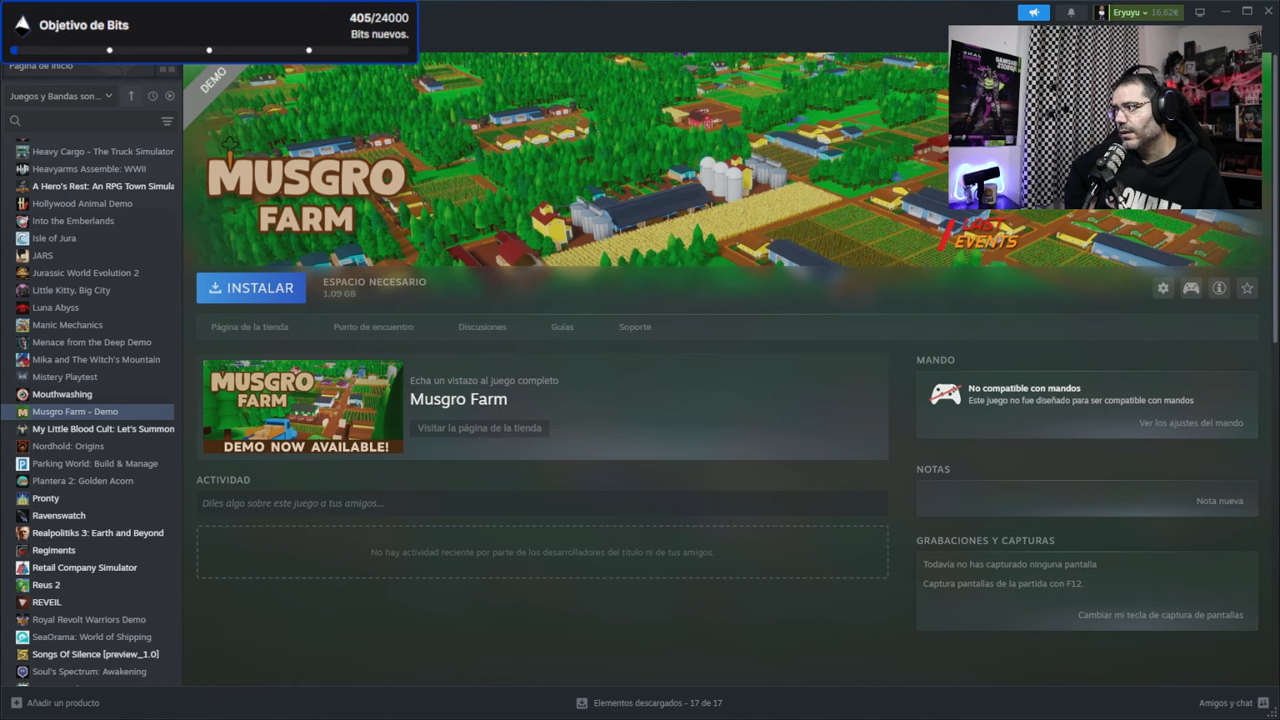 Objetivo de Bits
405/24000
Bits nuevos.
Eryuyu
16,62€
Página de inicio
Juegos y Bandas son...
Heavy Cargo - The Truck Simulator
Heavyarms Assemble: WWII
A Hero's Rest: An RPG Town Simula
Hollywood Animal Demo
Into the Emberlands
Isle of Jura
JARS
Jurassic World Evolution 2
Little Kitty, Big City
Luna Abyss
Manic Mechanics
Menace from the Deep Demo
Mika and The Witch's Mountain
Mistery Playtest
Mouthwashing
Musgro Farm - Demo
My Little Blood Cult: Let's Summon
Nordhold: Origins
Parking World: Build & Manage
Plantera 2: Golden Acorn
Pronty
Ravenswatch
Realpolitiks 3: Earth and Beyond
Regiments
Retail Company Simulator
Reus 2
REVEIL
Royal Revolt Warriors Demo
SeaOrama: World of Shipping
Songs Of Silence [preview_1.0]
Soul's Spectrum: Awakening
Añadir un producto
DEMO
MUSGRO
FARM
LAST
EVENTS
INSTALAR
ESPACIO NECESARIO
1.09 GB
Página de la tienda
Punto de encuentro
Discusiones
Guías
Soporte
MUSGRO
FARM
DEMO NOW AVAILABLE!
Echa un vistazo al juego completo
Musgro Farm
Visitar la página de la tienda
ACTIVIDAD
Diles algo sobre este juego a tus amigos...
No hay actividad reciente por parte de los desarrolladores del título ni de tus amigos.
MANDO
No compatible con mandos
Este juego no fue diseñado para ser compatible con mandos
Ver los ajustes del mando
NOTAS
Nota nueva
GRABACIONES Y CAPTURAS
Todavía no has capturado ninguna pantalla
Captura pantallas de la partida con F12.
Cambiar mi tecla de captura de pantallas
Elementos descargados - 17 de 17
Amigos y chat